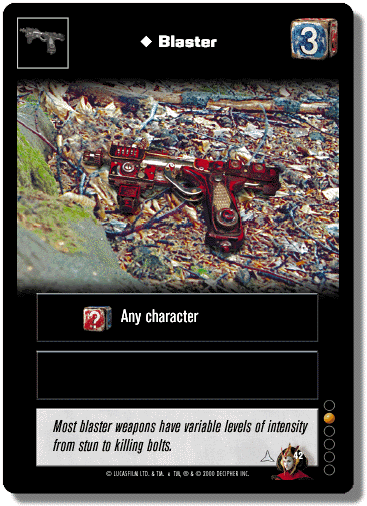 ◆ Blaster
3
? Any character
Most blaster weapons have variable levels of intensity
from stun to killing bolts.
42
© LUCASFILM LTD. & TM. ® TM, ® & © 2000 DECIPHER INC.